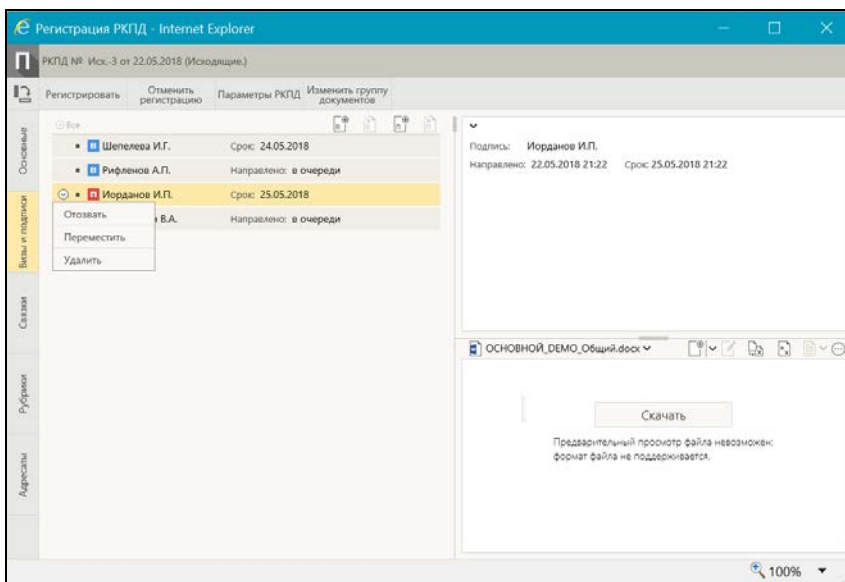 Регистрация РКПД - Internet Explorer
РКПД № Исх.-3 от 22.05.2018 (Исходящие.)
Регистрировать
Отменить
регистрацию
Параметры РКПД
Изменить группу
документов
Основные
Визы и подписи
Связки
Рубрики
Адресаты
Все
Шепелева И.Г. Срок: 24.05.2018
Рифленов А.П. Направлено: в очереди
П Иорданов И.П. Срок: 25.05.2018
В.А. Направлено: в очереди
Отозвать
Переместить
Удалить
Подпись: Иорданов И.П.
Направлено: 22.05.2018 21:22 Срок: 25.05.2018 21:22
ОСНОВНОЙ_DEMO_Общий.docx
Скачать
Предварительный просмотр файла невозможен:
формат файла не поддерживается.
100%